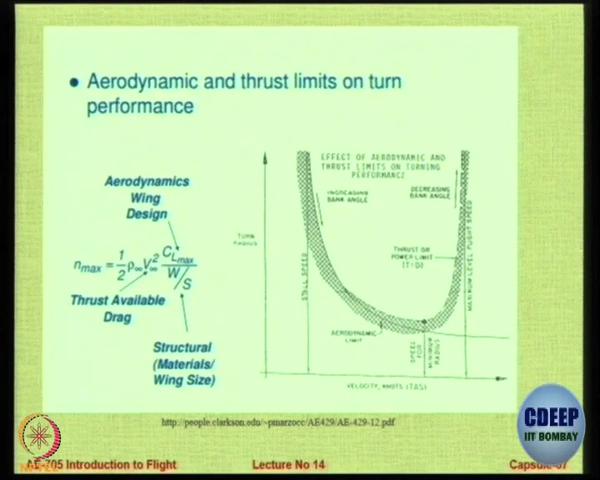 ● Aerodynamic and thrust limits on turn
performance
Aerodynamics
Wing
Design
n_max = 1/2 ρ∞ V∞² C_Lmax / (W/S)
Thrust Available
Drag
Structural
(Materials/
Wing Size)
EFFECT OF AERODYNAMIC AND
THRUST LIMITS ON TURNING
PERFORMANCE
INCREASING
BANK ANGLE
DECREASING
BANK ANGLE
TURN
RADIUS
STALL SPEED
THRUST OR
POWER LIMIT
(T=D)
MAXIMUM LEVEL FLIGHT SPEED
AERODYNAMIC
LIMIT
SPEED
FOR
MINIMUM
RADIUS
VELOCITY, KNOTS (TAS)
http://people.clarkson.edu/~pmarzocc/AE429/AE-429-12.pdf
CDEEP
IIT BOMBAY
NPTEL
AE-705 Introduction to Flight
Lecture No 14
Capsule-07